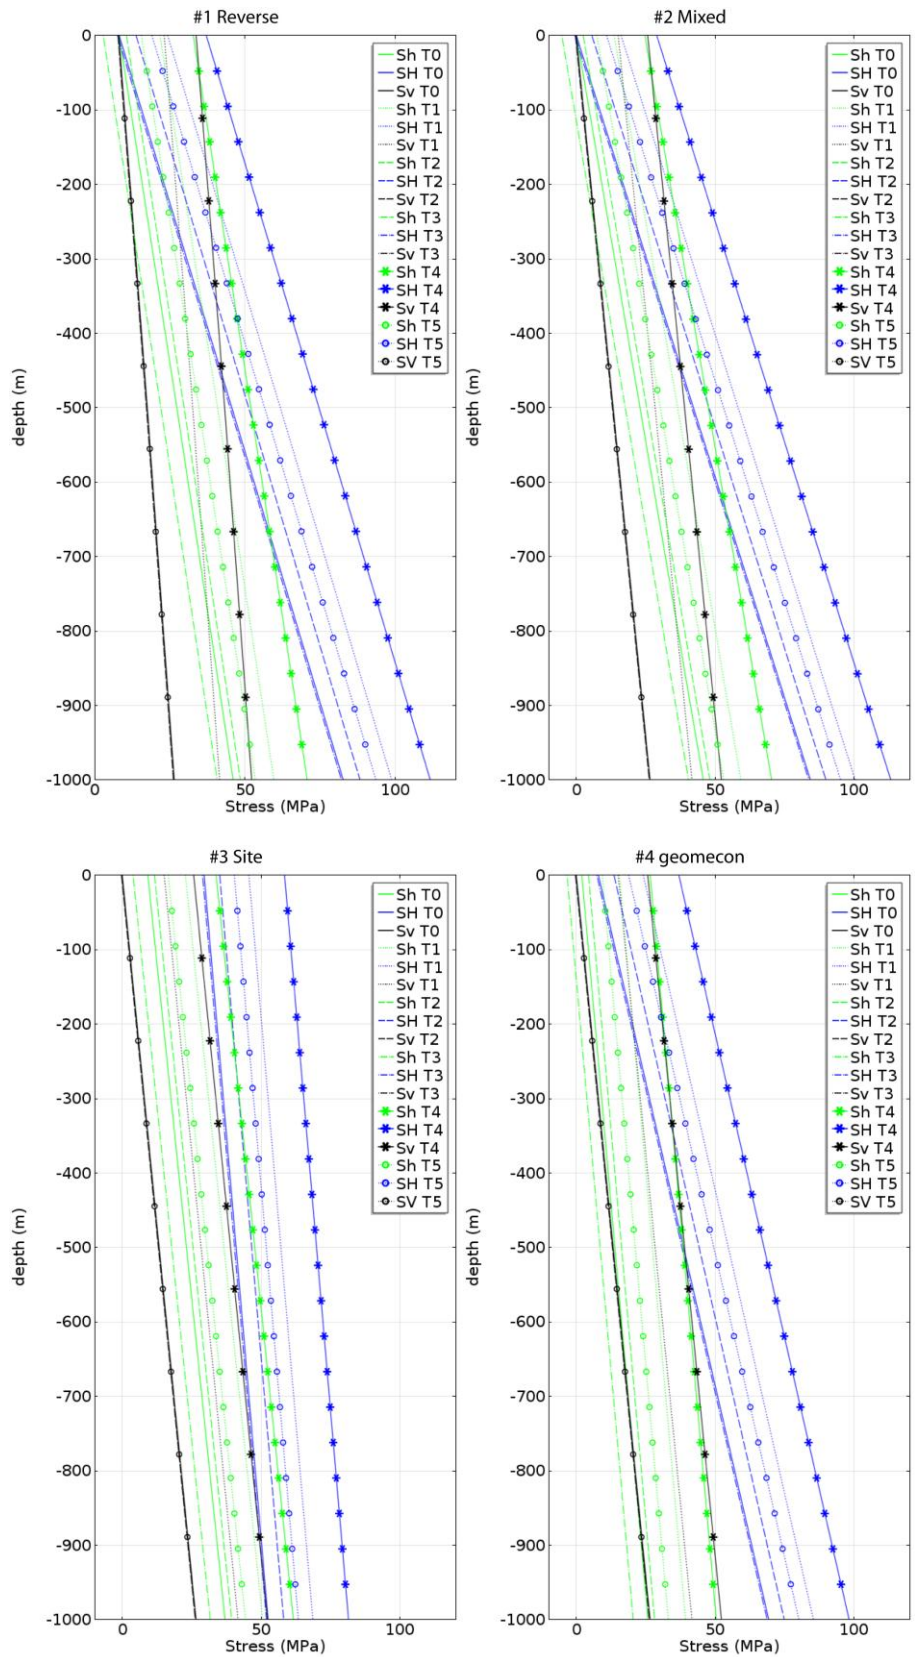 #1 Reverse
0
-100
-200
-300
-400
-500
-600
-700
-800
-900
-1000
depth (m)
0
50
100
Stress (MPa)
Sh T0
SH T0
Sv T0
Sh T1
SH T1
Sv T1
Sh T2
SH T2
Sv T2
Sh T3
SH T3
Sv T3
Sh T4
SH T4
Sv T4
Sh T5
SH T5
SV T5
#2 Mixed
0
-100
-200
-300
-400
-500
-600
-700
-800
-900
-1000
depth (m)
0
50
100
Stress (MPa)
Sh T0
SH T0
Sv T0
Sh T1
SH T1
Sv T1
Sh T2
SH T2
Sv T2
Sh T3
SH T3
Sv T3
Sh T4
SH T4
Sv T4
Sh T5
SH T5
SV T5
#3 Site
0
-100
-200
-300
-400
-500
-600
-700
-800
-900
-1000
depth (m)
0
50
100
Stress (MPa)
Sh T0
SH T0
Sv T0
Sh T1
SH T1
Sv T1
Sh T2
SH T2
Sv T2
Sh T3
SH T3
Sv T3
Sh T4
SH T4
Sv T4
Sh T5
SH T5
SV T5
#4 geomecon
0
-100
-200
-300
-400
-500
-600
-700
-800
-900
-1000
depth (m)
0
50
100
Stress (MPa)
Sh T0
SH T0
Sv T0
Sh T1
SH T1
Sv T1
Sh T2
SH T2
Sv T2
Sh T3
SH T3
Sv T3
Sh T4
SH T4
Sv T4
Sh T5
SH T5
SV T5